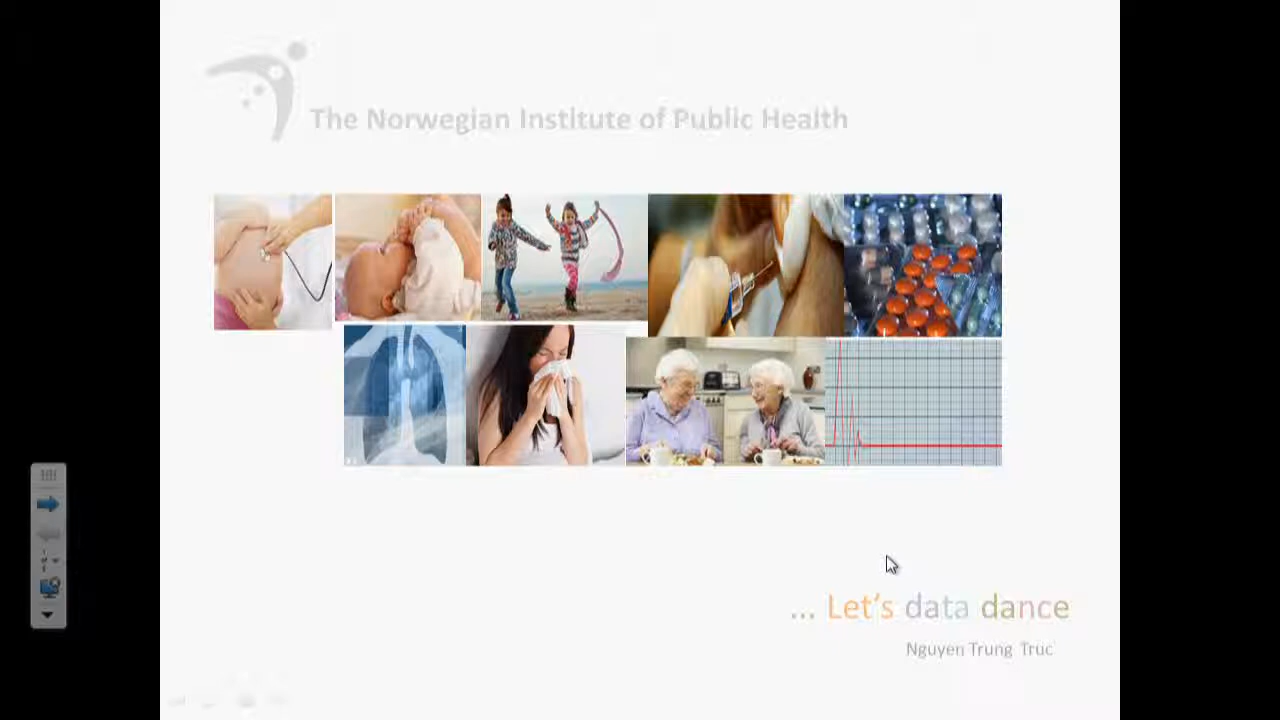 The Norwegian Institute of Public Health
... Let's data dance
Nguyen Trung Truc